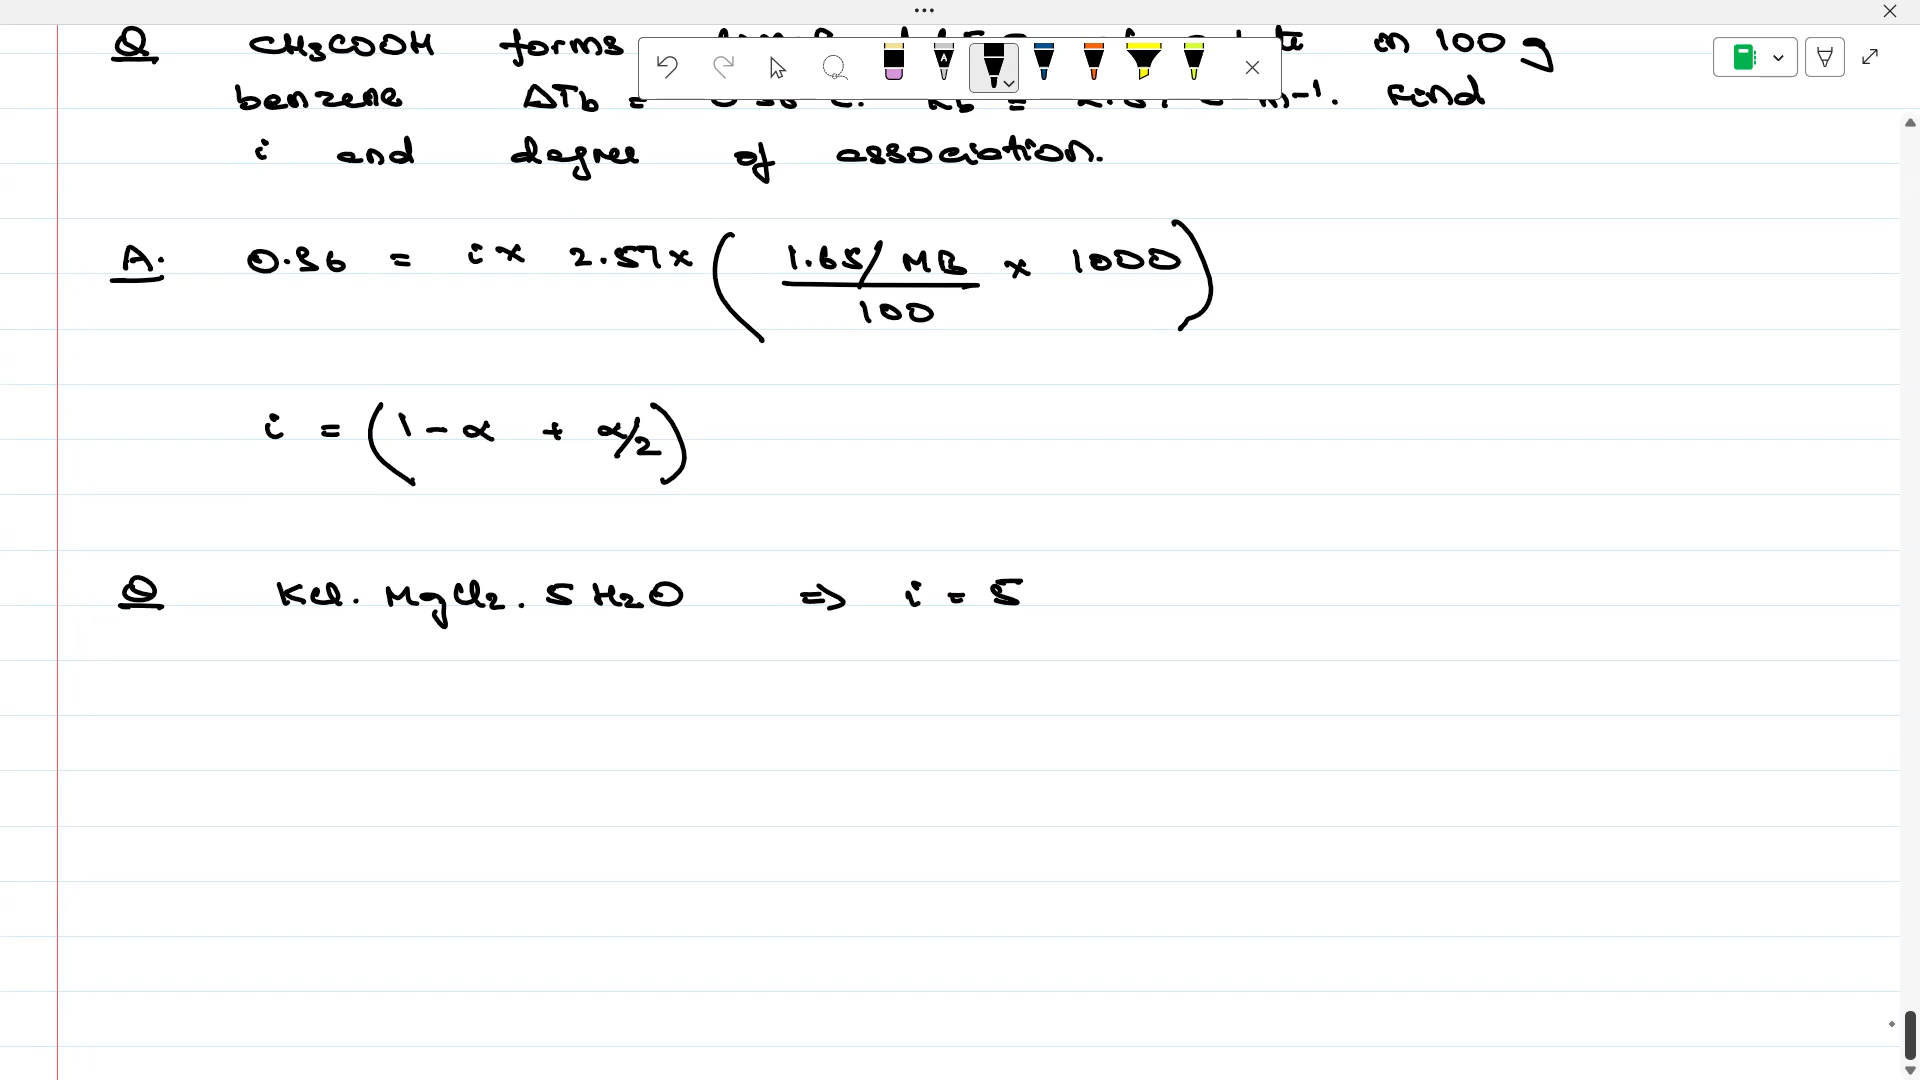 Q CH3COOH forms in 100 g
benzene ΔTb = . Find
i and degree of association.
A. 0.36 = i x 2.57 x ( 1.65/MB / 100 x 1000 )
i = (1 - α + α/2)
Q KCl. MgCl2. 5 H2O => i = 5